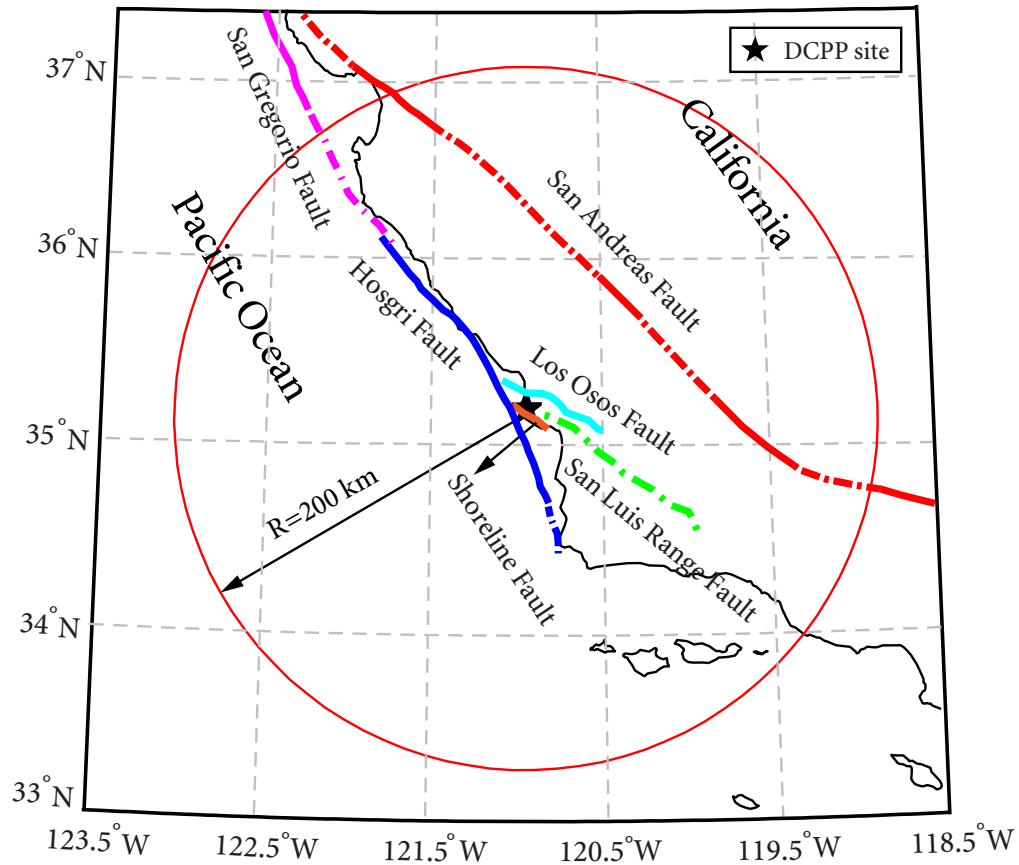 DCPP site
37°N
36°N
35°N
34°N
33°N
San Gregorio Fault
California
San Andreas Fault
Pacific Ocean
Hosgri Fault
Los Osos Fault
San Luis Range Fault
R=200 km
Shoreline Fault
123.5°W
122.5°W
121.5°W
120.5°W
119.5°W
118.5°W